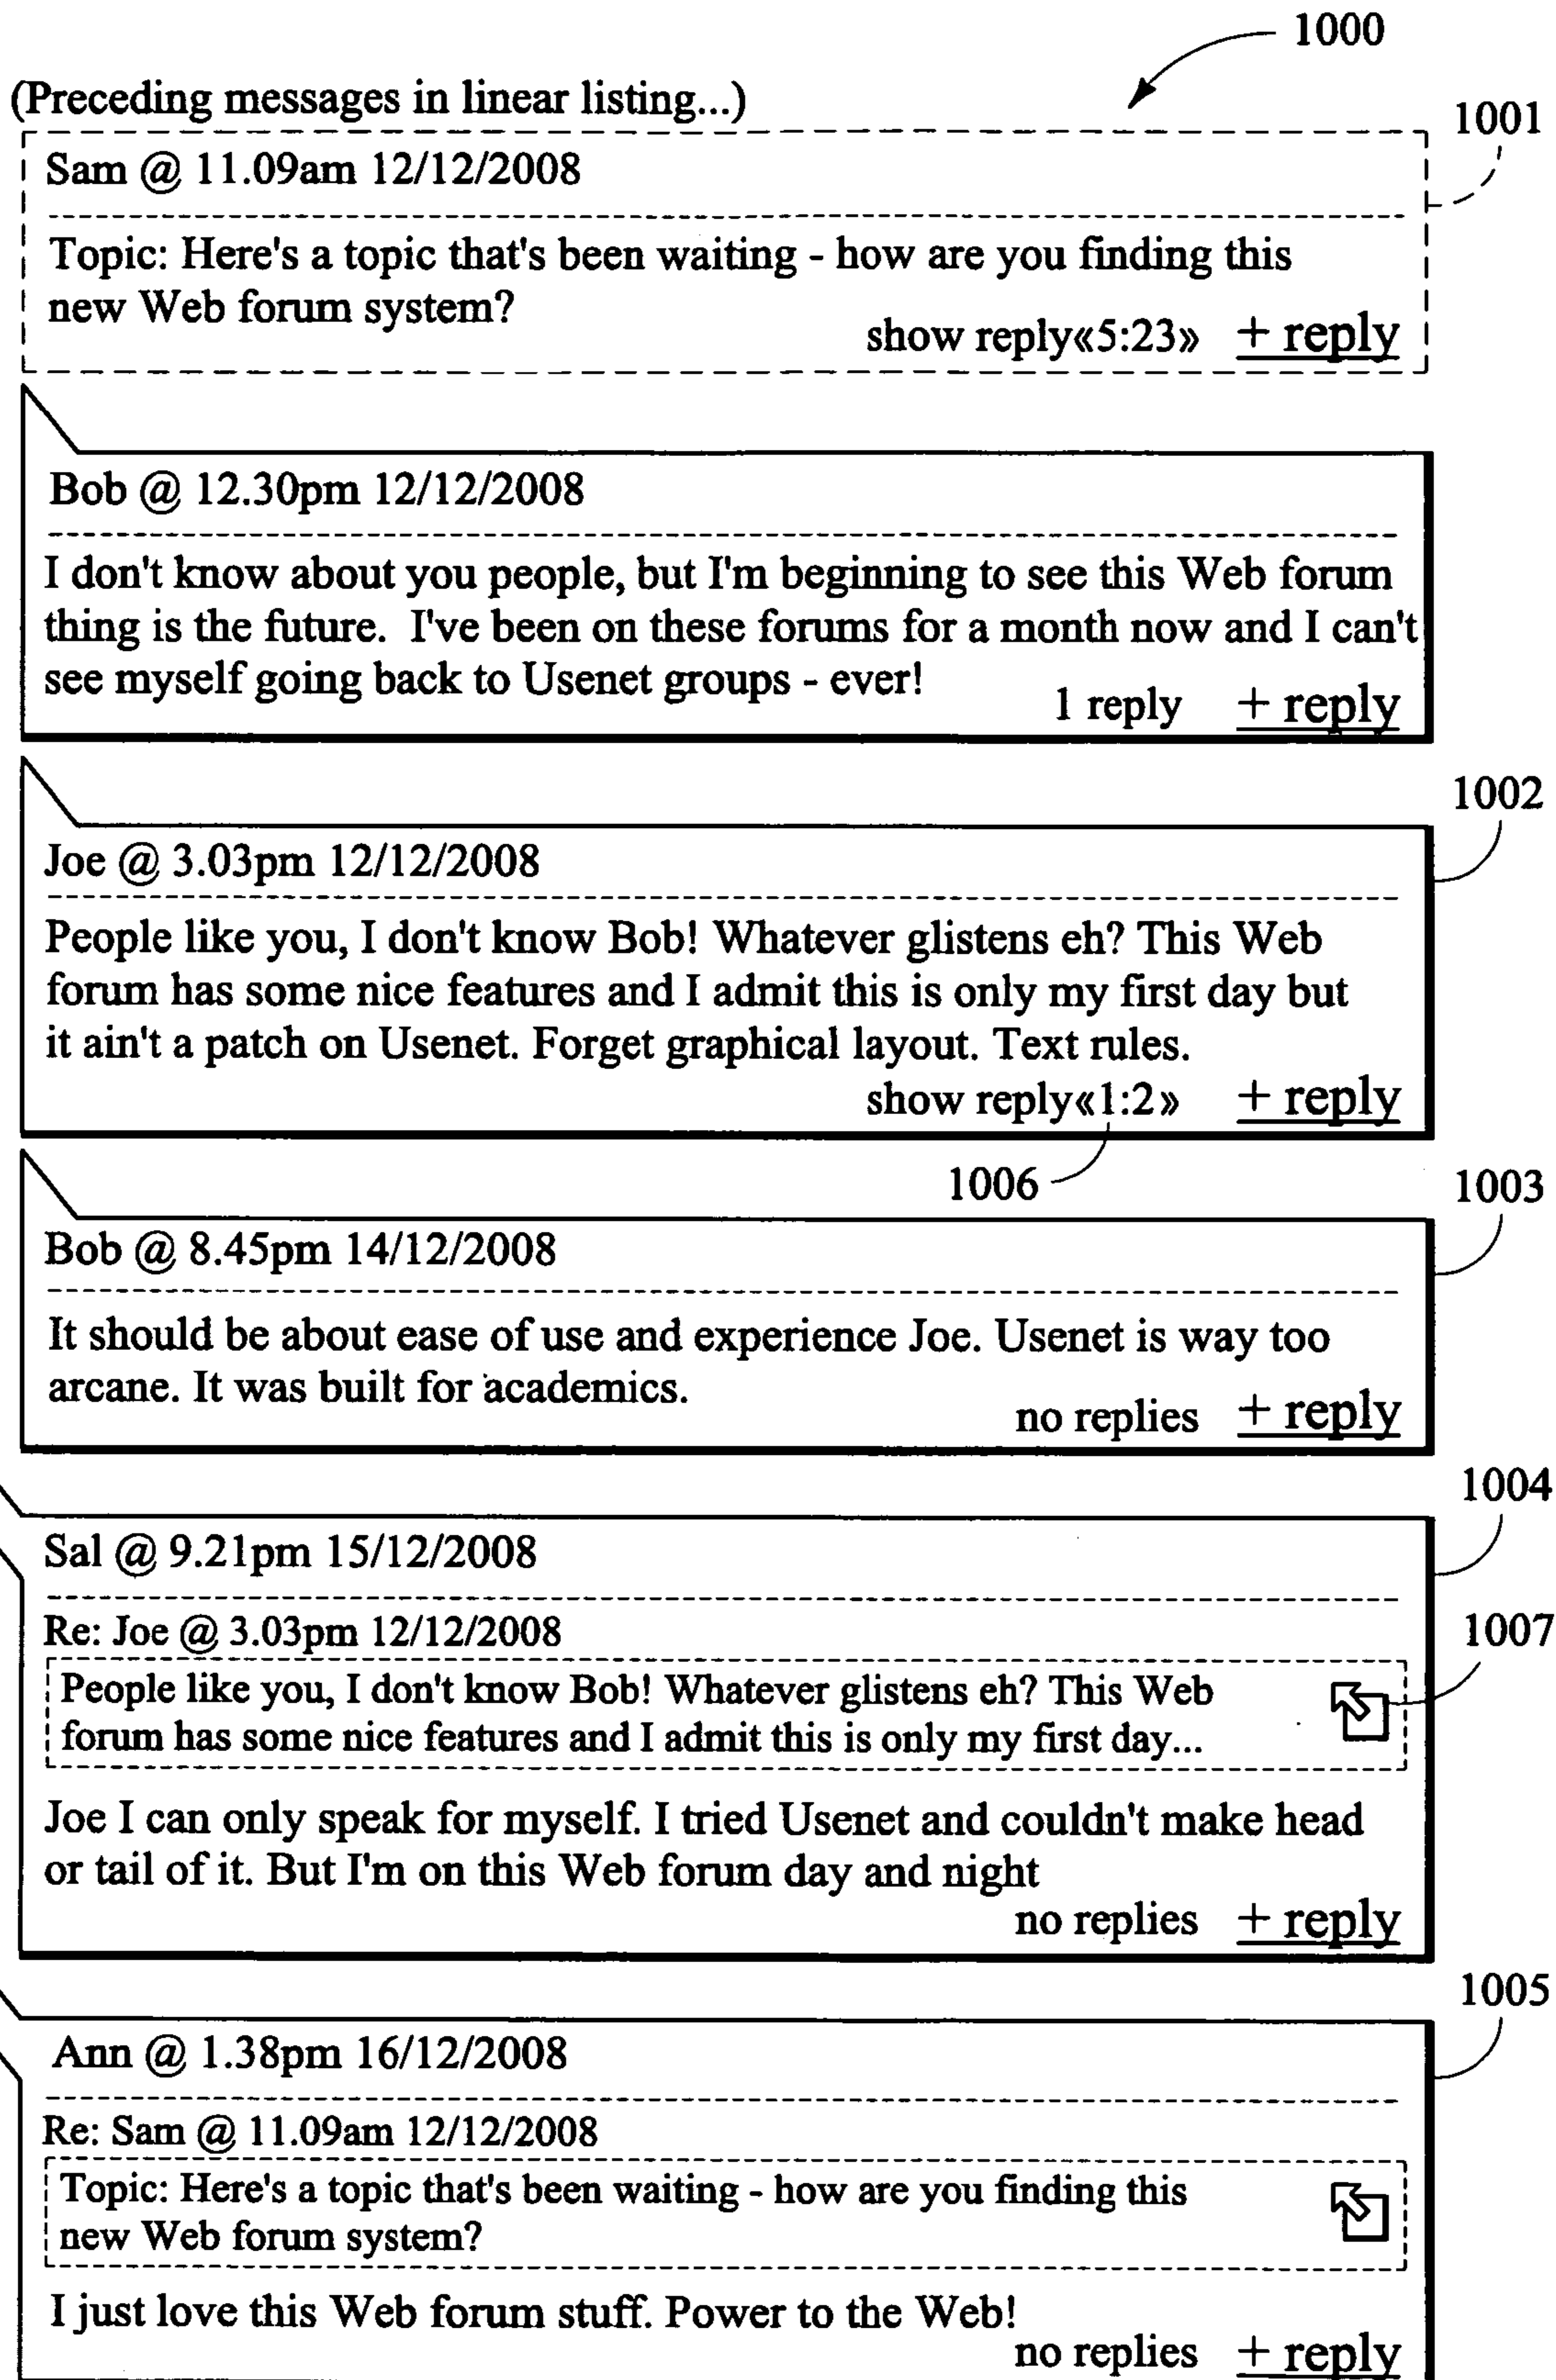 1000
(Preceding messages in linear listing...)
1001
Sam @ 11.09am 12/12/2008
Topic: Here's a topic that's been waiting - how are you finding this
new Web forum system?
show reply«5:23» + reply
Bob @ 12.30pm 12/12/2008
I don't know about you people, but I'm beginning to see this Web forum
thing is the future. I've been on these forums for a month now and I can't
see myself going back to Usenet groups - ever!
1 reply + reply
1002
Joe @ 3.03pm 12/12/2008
People like you, I don't know Bob! Whatever glistens eh? This Web
forum has some nice features and I admit this is only my first day but
it ain't a patch on Usenet. Forget graphical layout. Text rules.
show reply«1:2» + reply
1006
1003
Bob @ 8.45pm 14/12/2008
It should be about ease of use and experience Joe. Usenet is way too
arcane. It was built for academics.
no replies + reply
1004
Sal @ 9.21pm 15/12/2008
Re: Joe @ 3.03pm 12/12/2008
1007
People like you, I don't know Bob! Whatever glistens eh? This Web
forum has some nice features and I admit this is only my first day...
Joe I can only speak for myself. I tried Usenet and couldn't make head
or tail of it. But I'm on this Web forum day and night
no replies + reply
1005
Ann @ 1.38pm 16/12/2008
Re: Sam @ 11.09am 12/12/2008
Topic: Here's a topic that's been waiting - how are you finding this
new Web forum system?
I just love this Web forum stuff. Power to the Web!
no replies + reply